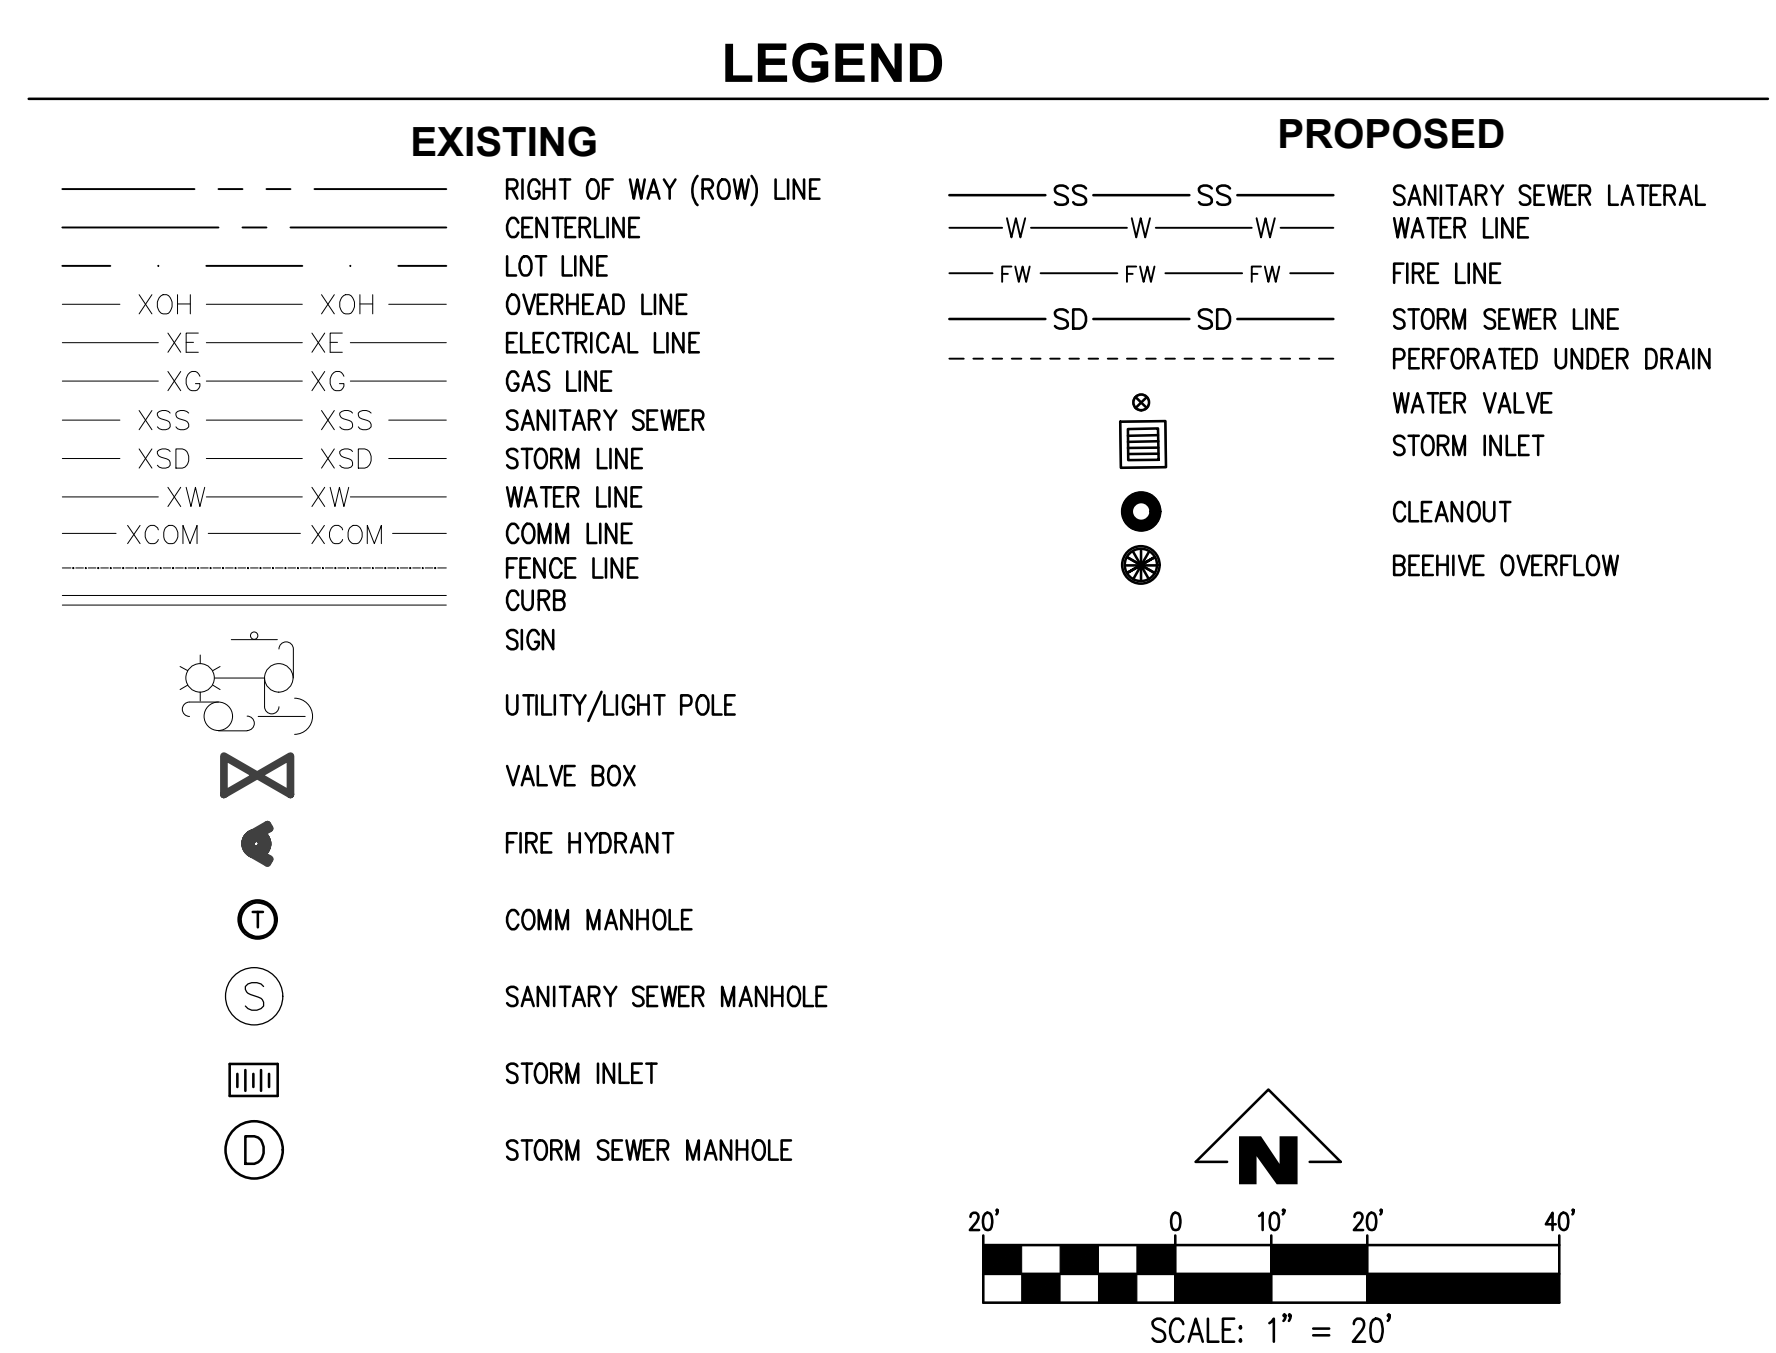 LEGEND
EXISTING
RIGHT OF WAY (ROW) LINE
CENTERLINE
LOT LINE
XOH XOH OVERHEAD LINE
XE XE ELECTRICAL LINE
XG XG GAS LINE
XSS XSS SANITARY SEWER
XSD XSD STORM LINE
XW XW WATER LINE
XCOM XCOM COMM LINE
FENCE LINE
CURB
SIGN
UTILITY/LIGHT POLE
VALVE BOX
FIRE HYDRANT
T COMM MANHOLE
S SANITARY SEWER MANHOLE
STORM INLET
D STORM SEWER MANHOLE
PROPOSED
SS SS SANITARY SEWER LATERAL
W W W WATER LINE
FW FW FW FIRE LINE
SD SD STORM SEWER LINE
PERFORATED UNDER DRAIN
WATER VALVE
STORM INLET
CLEANOUT
BEEHIVE OVERFLOW
N
20' 0 10' 20' 40'
SCALE: 1" = 20'